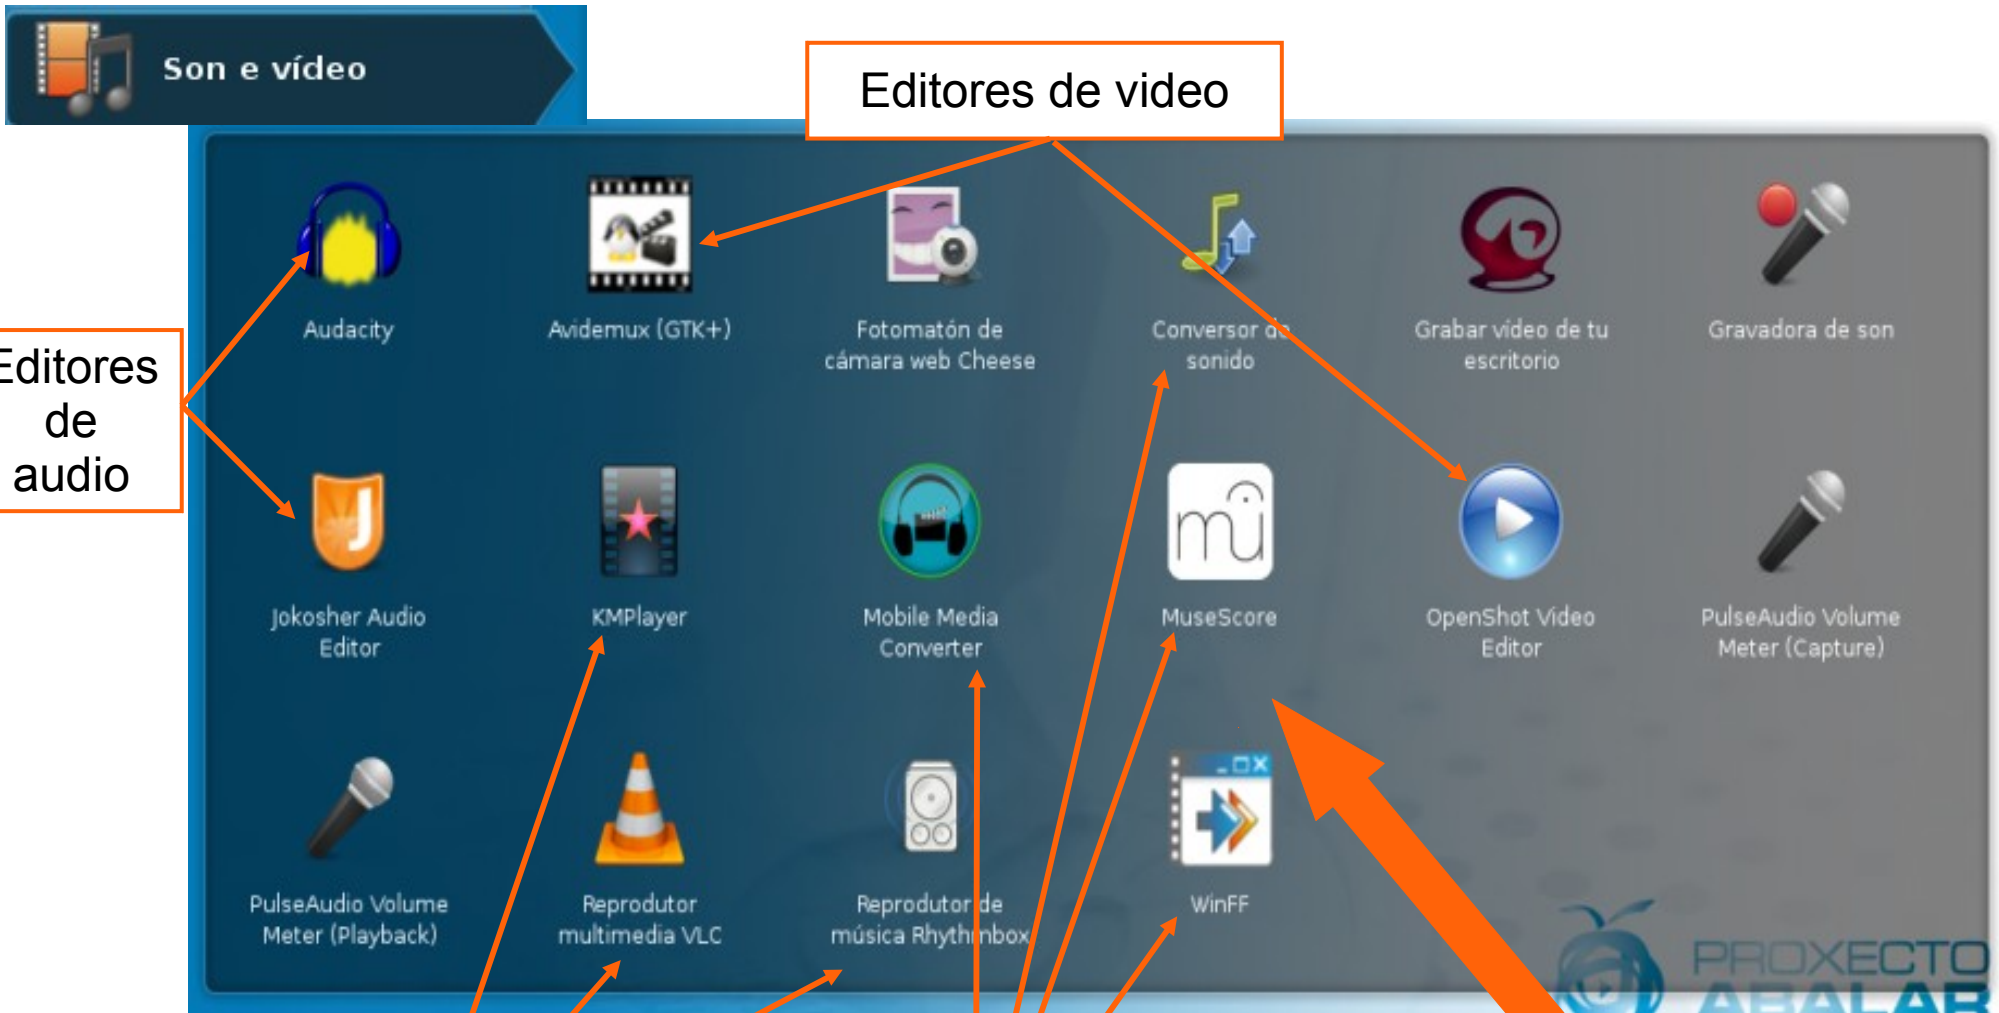 Son e vídeo
Editores de video
Audacity
Avidemux (GTK+)
Fotomatón de
cámara web Cheese
Conversor de
sonido
Grabar vídeo de tu
escritorio
Gravadora de son
Editores
de
audio
Jokosher Audio
Editor
KMPlayer
Mobile Media
Converter
mu
MuseScore
OpenShot Video
Editor
PulseAudio Volume
Meter (Capture)
PulseAudio Volume
Meter (Playback)
Reprodutor
multimedia VLC
Reprodutor de
música Rhythmbox
WinFF
PROXECTO
ABALAR